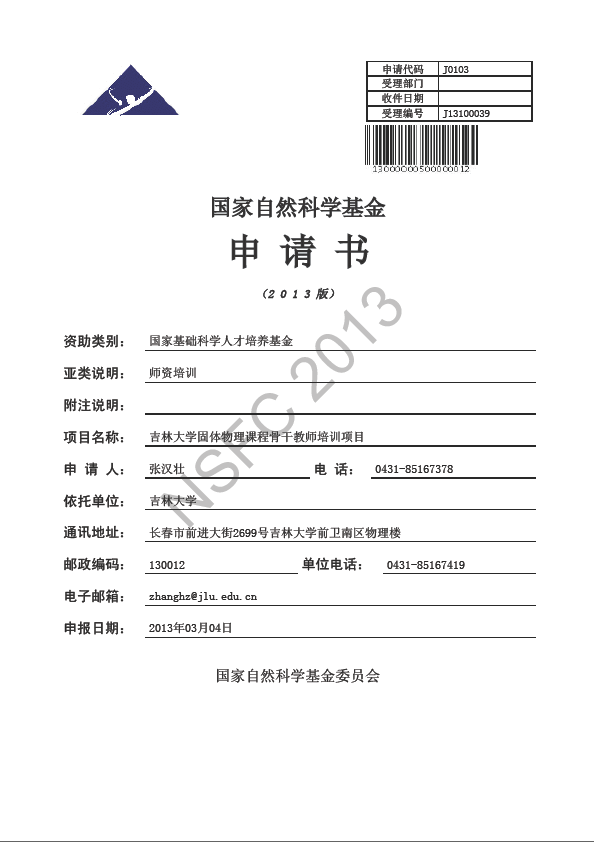 申请代码 J0103
受理部门
收件日期
受理编号 J13100039
13000000500000012
国家自然科学基金
申 请 书
（2 0 1 3 版）
资助类别： 国家基础科学人才培养基金
亚类说明： 师资培训
附注说明：
项目名称： 吉林大学固体物理课程骨干教师培训项目
申 请 人： 张汉壮 电 话： 0431-85167378
依托单位： 吉林大学
通讯地址： 长春市前进大街2699号吉林大学前卫南区物理楼
邮政编码： 130012 单位电话： 0431-85167419
电子邮箱： zhanghz@jlu.edu.cn
申报日期： 2013年03月04日
国家自然科学基金委员会
NSFC 2013